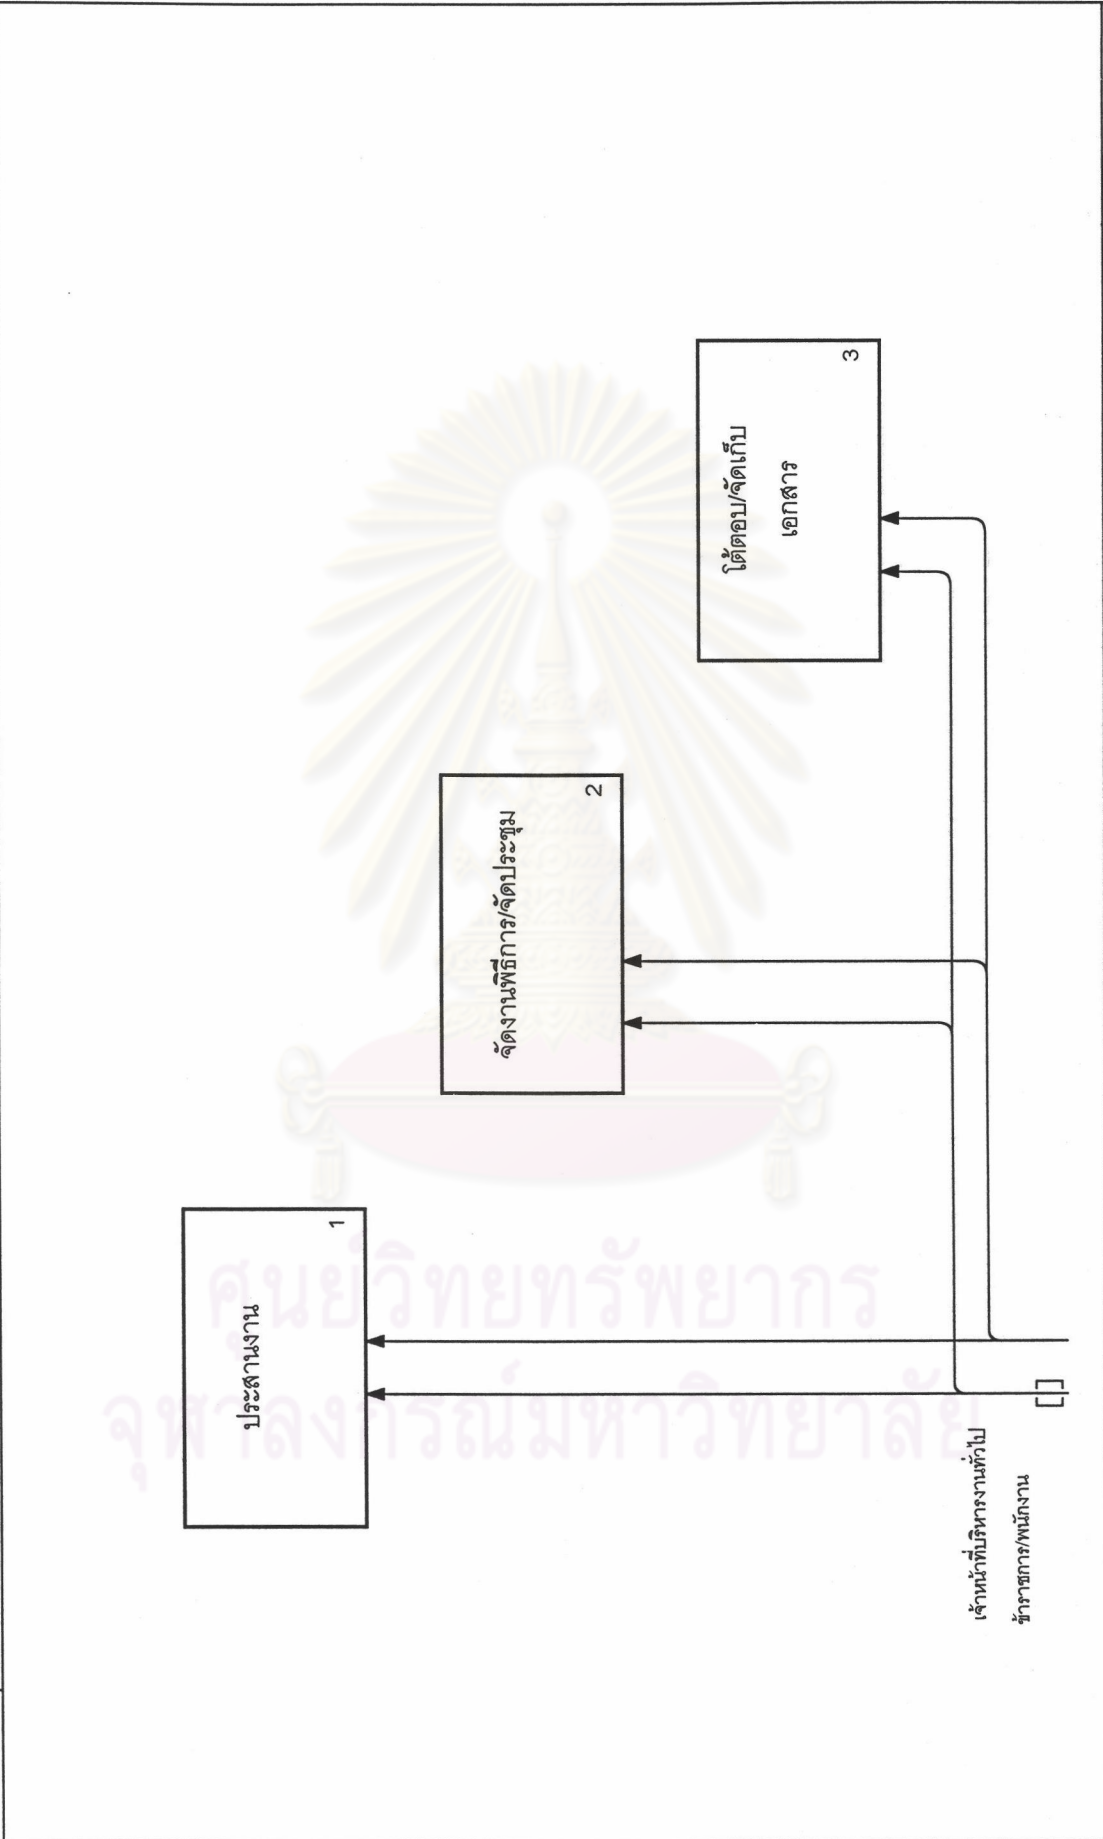 ประสานงาน
1
จัดงานพิธีการ/จัดประชุม
2
โต้ตอบ/จัดเก็บ
เอกสาร
3
เจ้าหน้าที่บริหารงานทั่วไป
ข้าราชการ/พนักงาน
[ ]
ศูนย์วิทยทรัพยากร
จุฬาลงกรณ์มหาวิทยาลัย